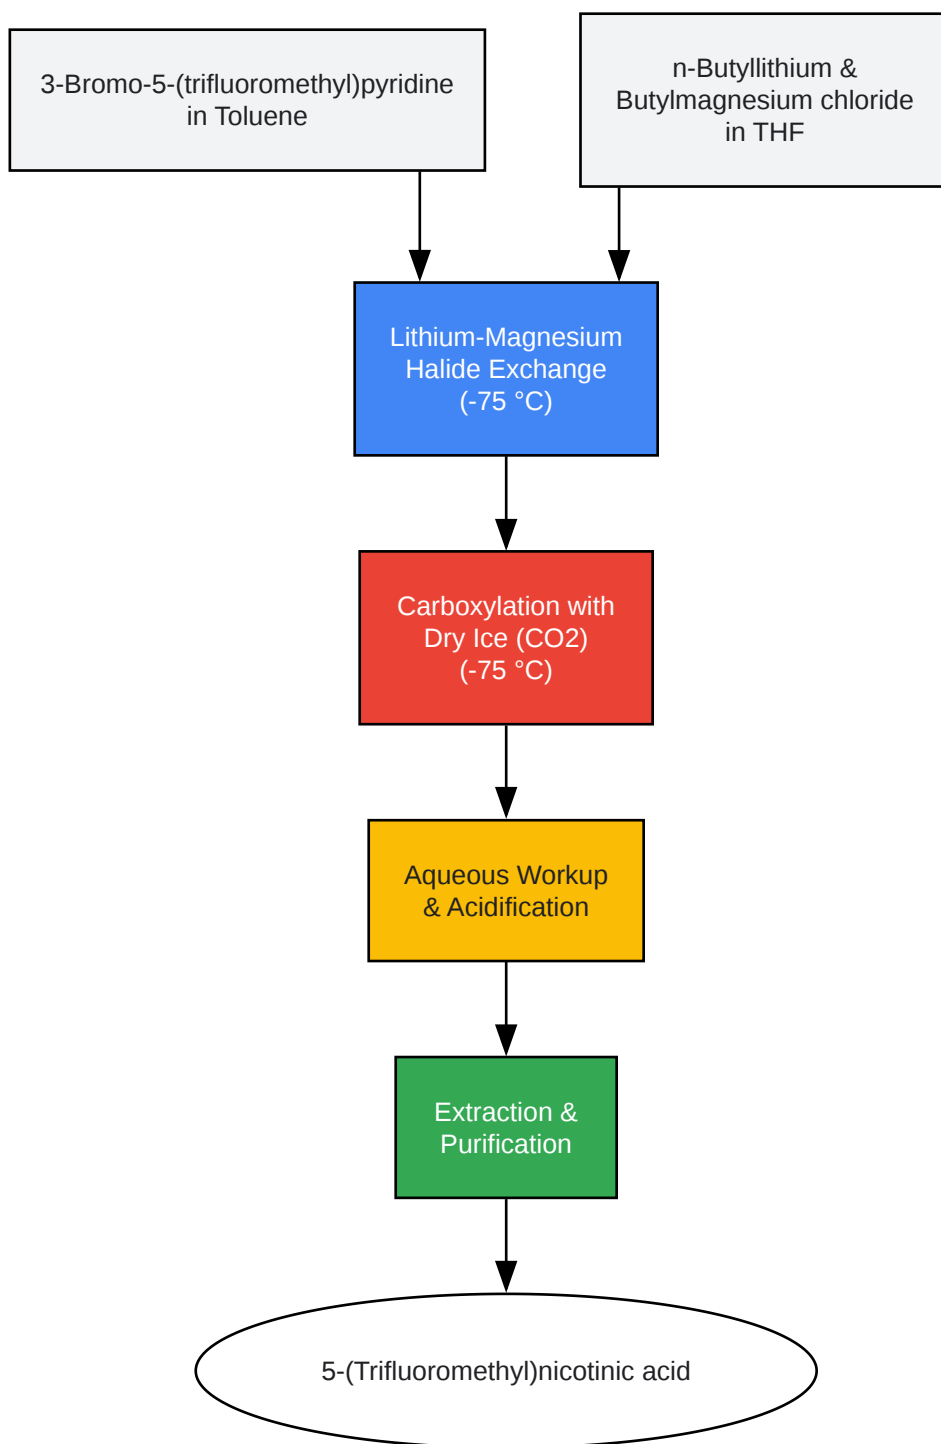 3-Bromo-5-(trifluoromethyl)pyridine
in Toluene
n-Butyllithium &
Butylmagnesium chloride
in THF
Lithium-Magnesium
Halide Exchange
(-75 °C)
Carboxylation with
Dry Ice (CO2)
(-75 °C)
Aqueous Workup
& Acidification
Extraction &
Purification
5-(Trifluoromethyl)nicotinic acid